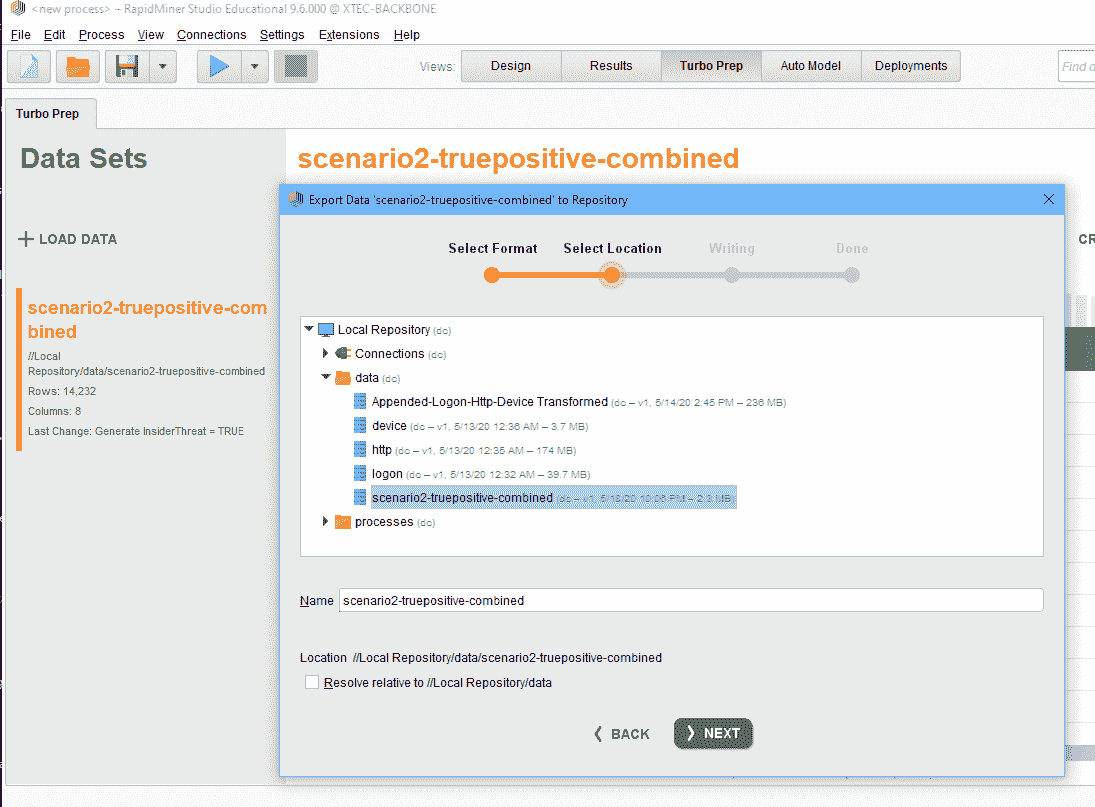 <new process> – RapidMiner Studio Educational 9.6.000 @ XTEC-BACKBONE
File Edit Process View Connections Settings Extensions Help
Views: Design Results Turbo Prep Auto Model Deployments Find
Turbo Prep
Data Sets
scenario2-truepositive-combined
LOAD DATA
scenario2-truepositive-com
bined
//Local
Repository/data/scenario2-truepositive-combined
Rows: 14,232
Columns: 8
Last Change: Generate InsiderThreat = TRUE
CR
Export Data 'scenario2-truepositive-combined' to Repository
Select Format Select Location Writing Done
Local Repository (dc)
Connections (dc)
data (dc)
Appended-Logon-Http-Device Transformed (dc – v1, 5/14/20 2:45 PM – 236 MB)
device (dc – v1, 5/13/20 12:36 AM – 3.7 MB)
http (dc – v1, 5/13/20 12:35 AM – 174 MB)
logon (dc – v1, 5/13/20 12:32 AM – 39.7 MB)
scenario2-truepositive-combined (dc – v1, PM – 2.3 MB)
processes (dc)
Name scenario2-truepositive-combined
Location //Local Repository/data/scenario2-truepositive-combined
Resolve relative to //Local Repository/data
BACK NEXT